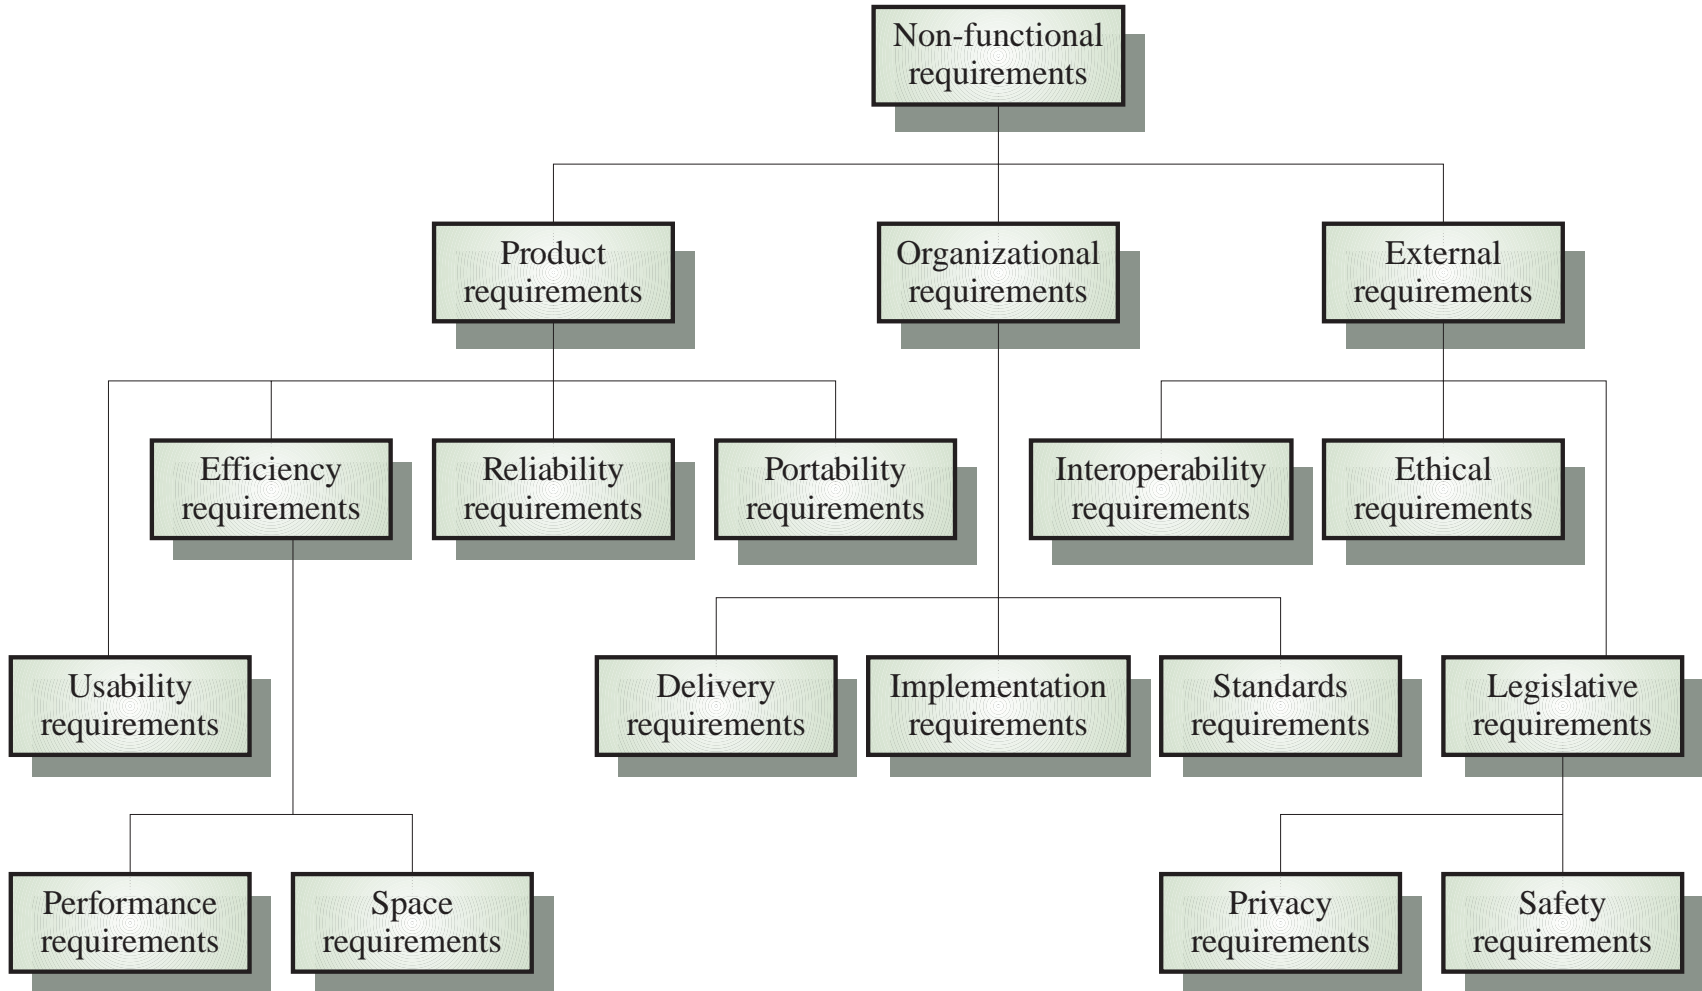 Non-functional
requirements
Product
requirements
Organizational
requirements
External
requirements
Efficiency
requirements
Reliability
requirements
Portability
requirements
Interoperability
requirements
Ethical
requirements
Usability
requirements
Delivery
requirements
Implementation
requirements
Standards
requirements
Legislative
requirements
Performance
requirements
Space
requirements
Privacy
requirements
Safety
requirements